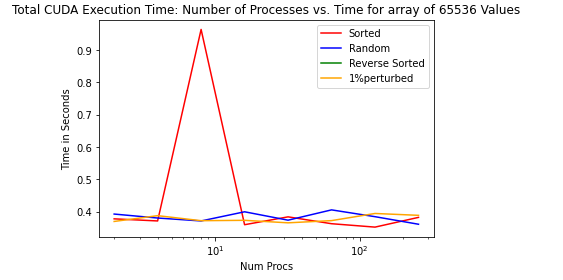 Total CUDA Execution Time: Number of Processes vs. Time for array of 65536 Values
Sorted
Random
Reverse Sorted
1%perturbed
Time in Seconds
0.9
0.8
0.7
0.6
0.5
0.4
10¹
10²
Num Procs